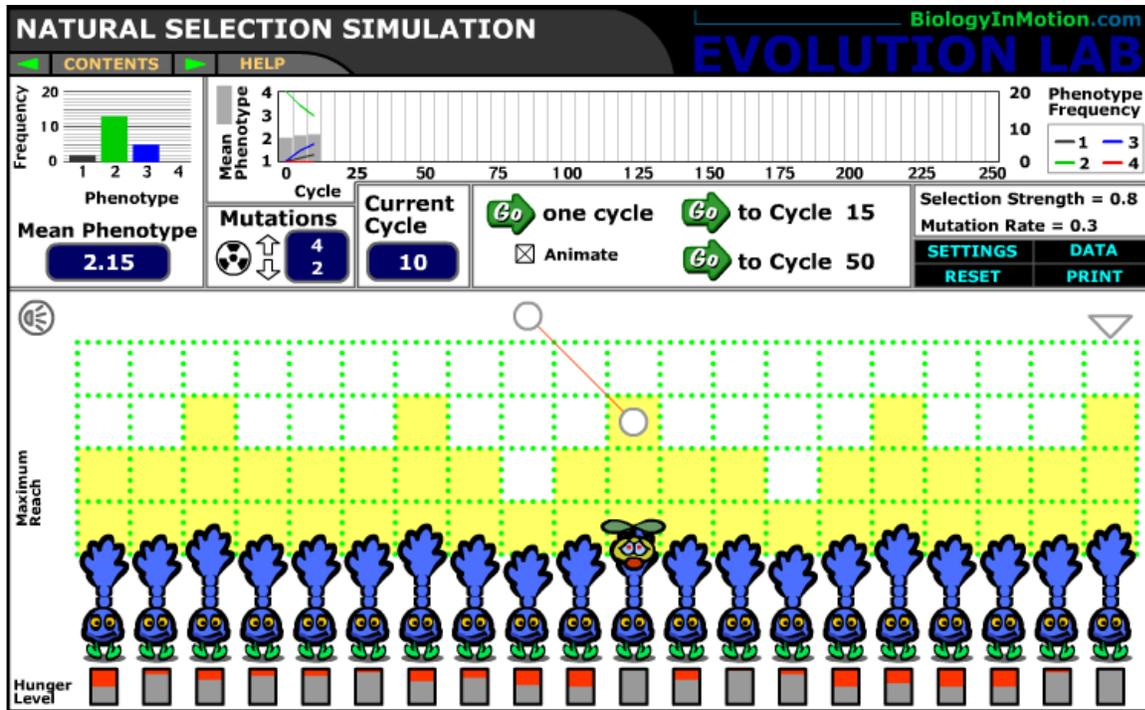 NATURAL SELECTION SIMULATION
BiologyInMotion.com
EVOLUTION LAB
CONTENTS
HELP
Frequency
20
10
0
1 2 3 4
Phenotype
Mean Phenotype
2.15
Mean
Phenotype
4
3
2
1
0 25 50 75 100 125 150 175 200 225 250
Cycle
20
10
0
Phenotype
Frequency
1 3
2 4
Mutations
4
2
Current
Cycle
10
Go one cycle
Animate
Go to Cycle 15
Go to Cycle 50
Selection Strength = 0.8
Mutation Rate = 0.3
SETTINGS DATA
RESET PRINT
Maximum
Reach
Hunger
Level